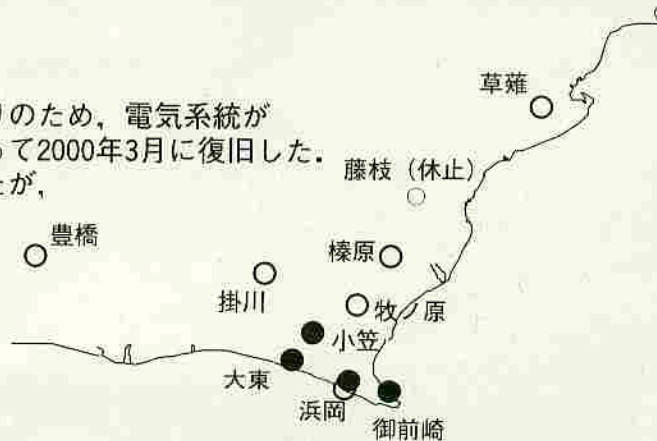 りのため，電気系統が
って2000年3月に復旧した．
たが，
草薙
藤枝（休止）
豊橋
榛原
掛川
牧ノ原
小笠
大東
浜岡
御前崎